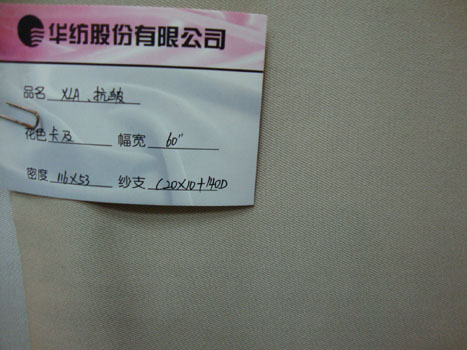 华纺股份有限公司
品名 XLA、抗皱
花色 卡其 幅宽 60"
密度 116X53 纱支 C20X10+140D